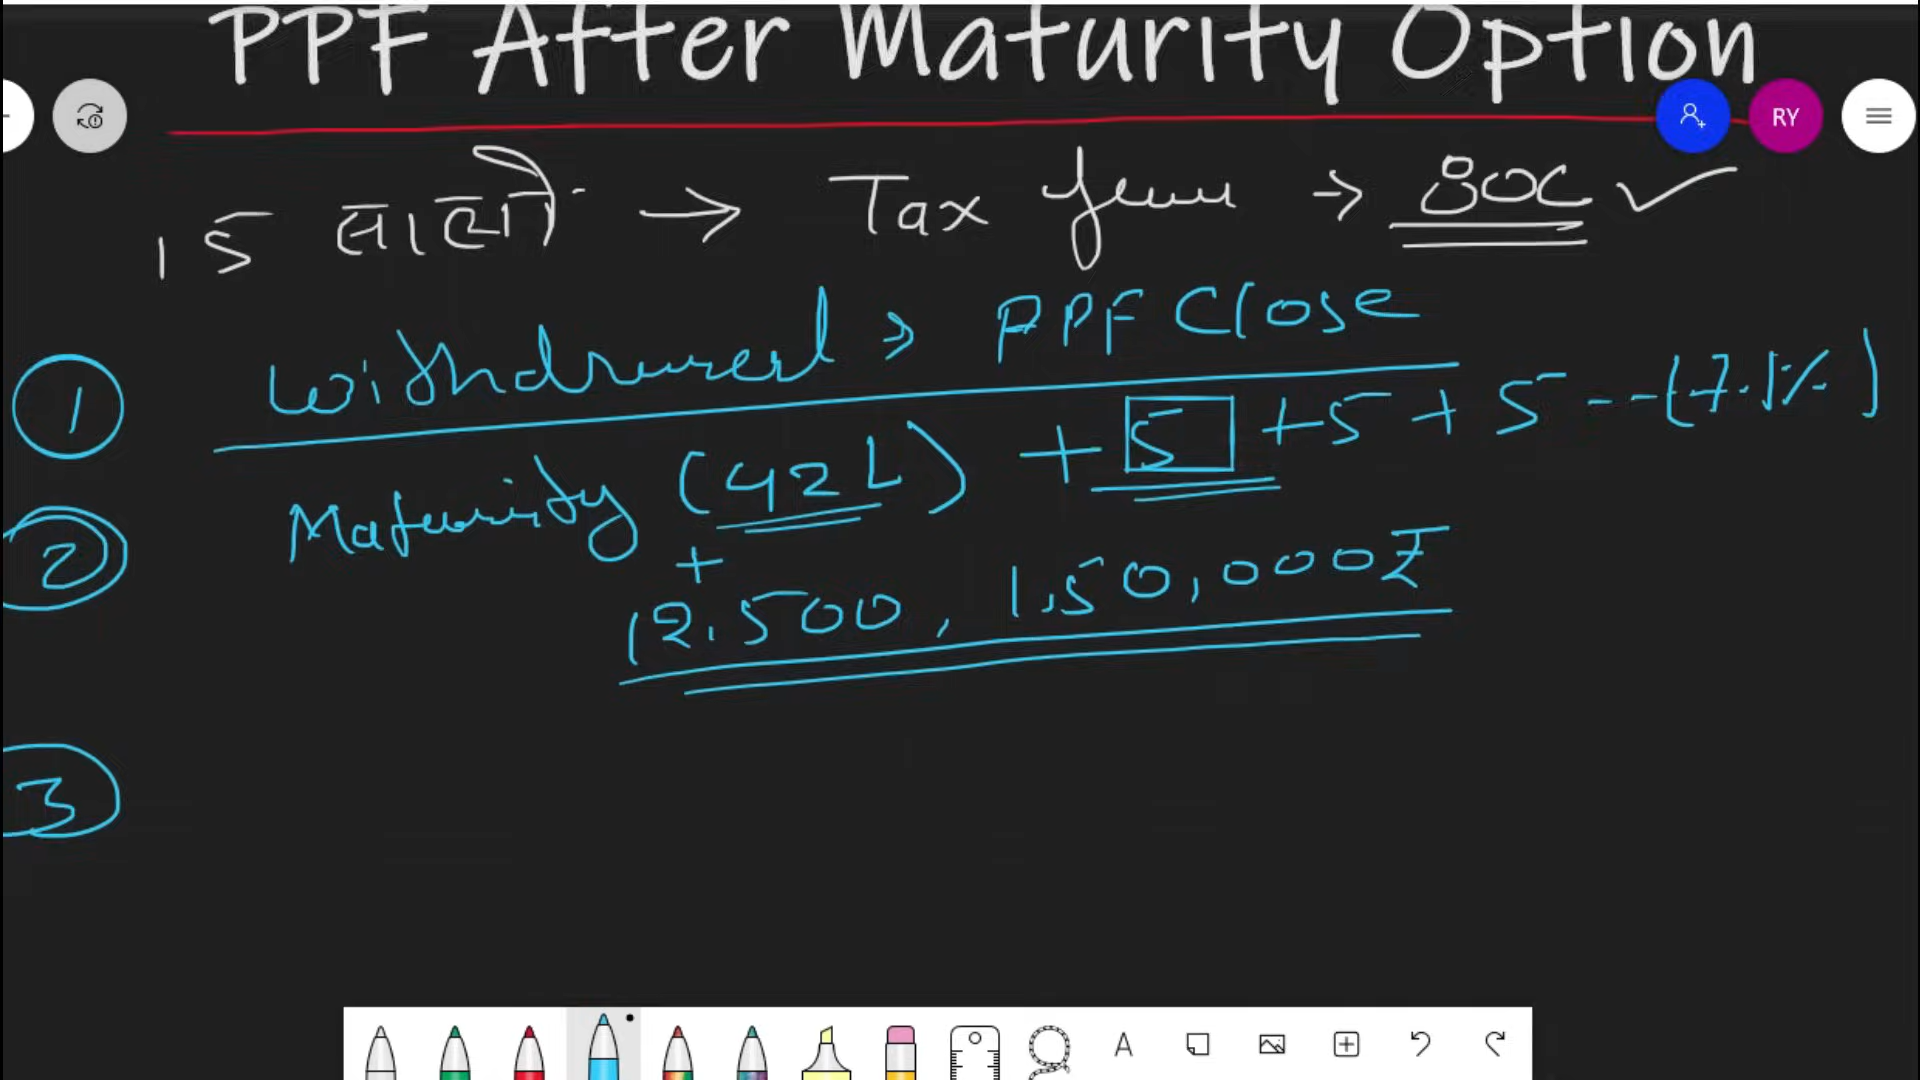 PPF After Maturity Option
RY
15 सालो → Tax free → 80C ✓
1 Withdrawal → PPF Close
2 Maturity (42L) + 5 + 5 + 5 --- (7.1%)
+
12.500, 1,50,000₹
3